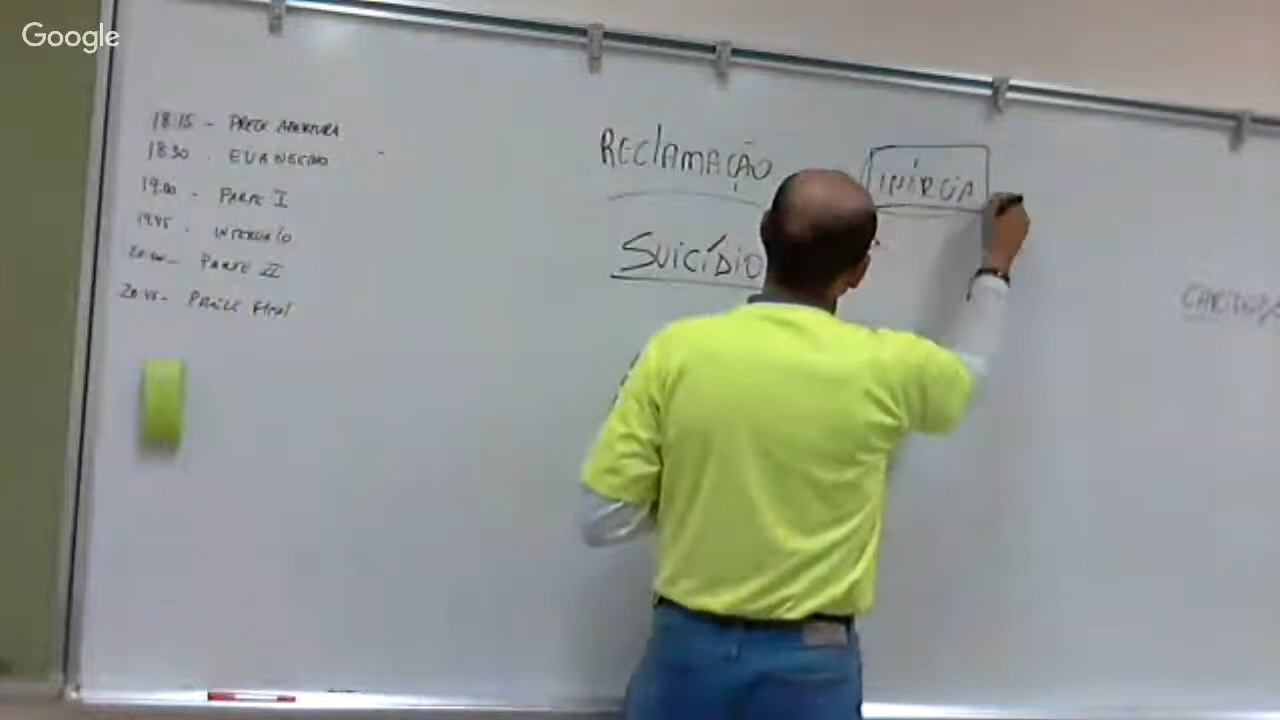 Google
18:15 - PRECE ABERTURA
18:30 - EVANGELHO
19:00 - PARTE I
19:45 - INTERVALO
20:00 - PARTE II
20:45 - PRECE FINAL
RECLAMAÇÃO
INÉRCIA
SUICÍDIO